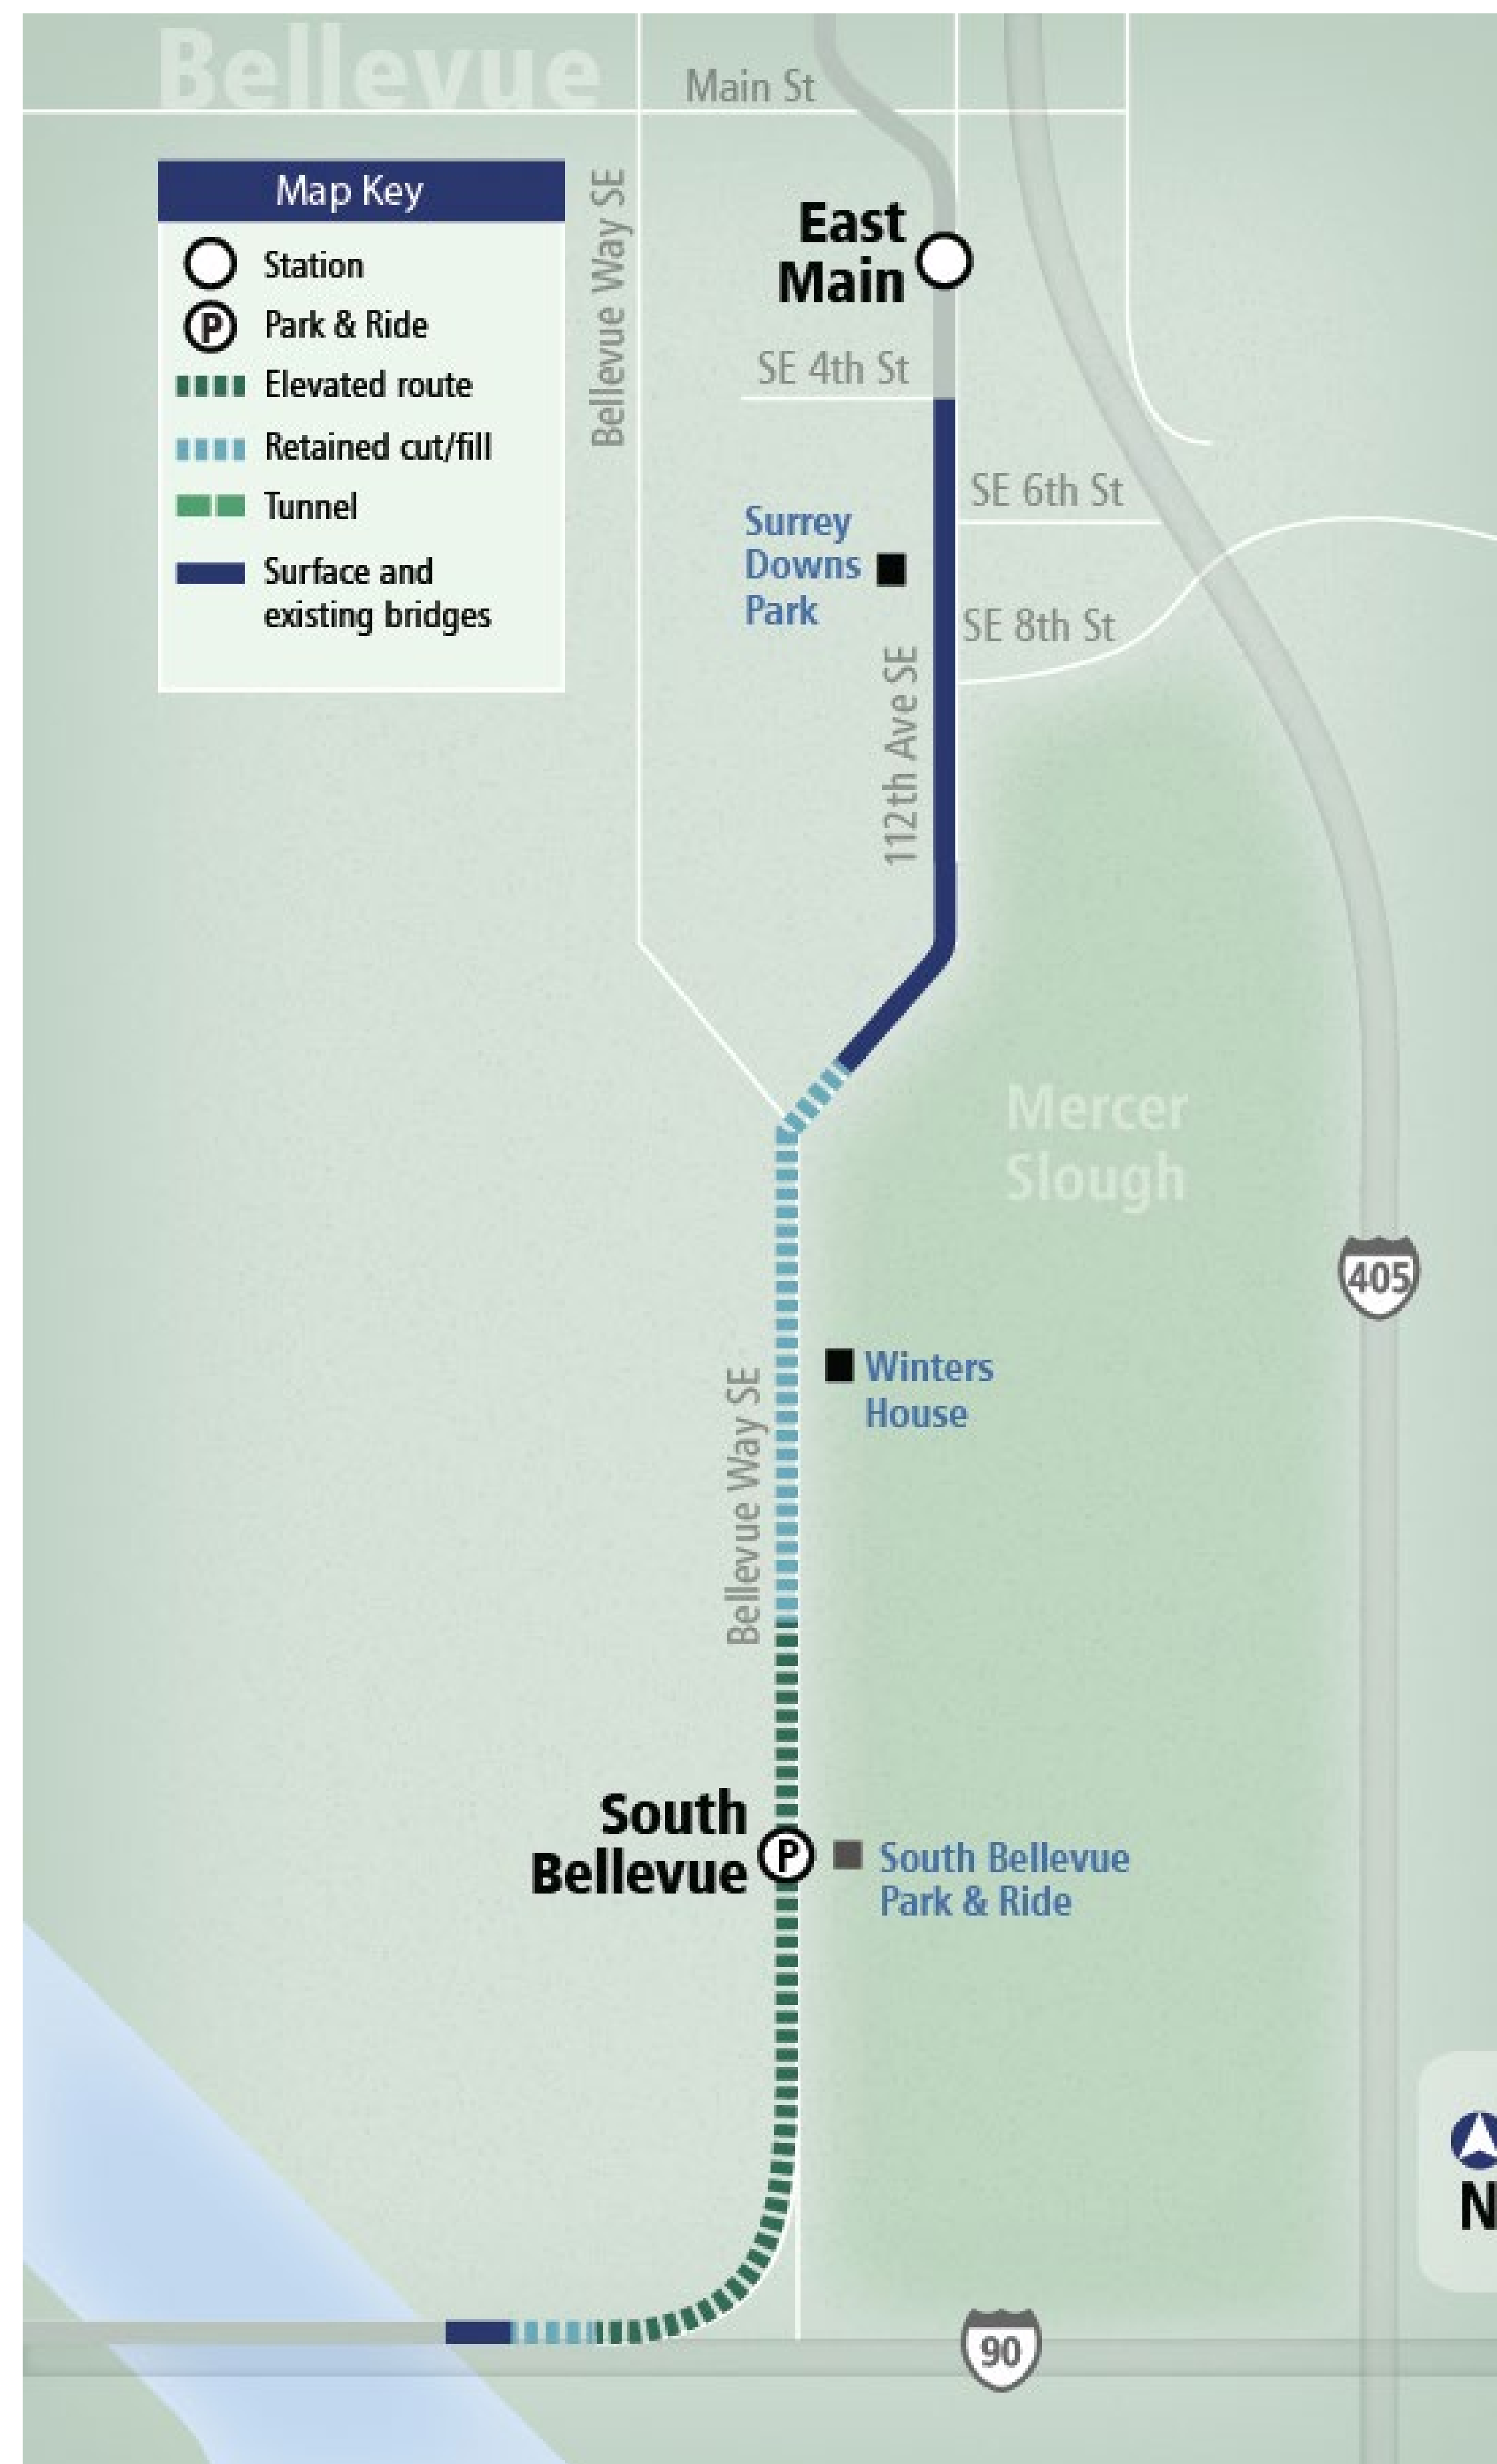 Bellevue
Main St
Map Key
Station
Park & Ride
Elevated route
Retained cut/fill
Tunnel
Surface and
existing bridges
Bellevue Way SE
East
Main
SE 4th St
SE 6th St
Surrey
Downs
Park
SE 8th St
112th Ave SE
Mercer
Slough
405
Winters
House
Bellevue Way SE
South
Bellevue
P
South Bellevue
Park & Ride
N
90